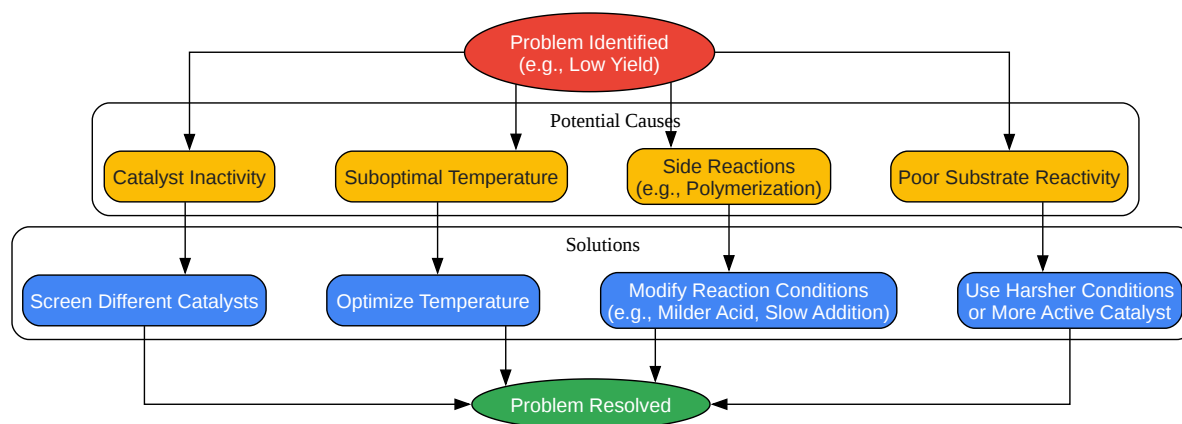 Problem Identified
(e.g., Low Yield)
Potential Causes
Catalyst Inactivity
Suboptimal Temperature
Side Reactions
(e.g., Polymerization)
Poor Substrate Reactivity
Solutions
Screen Different Catalysts
Optimize Temperature
Modify Reaction Conditions
(e.g., Milder Acid, Slow Addition)
Use Harsher Conditions
or More Active Catalyst
Problem Resolved